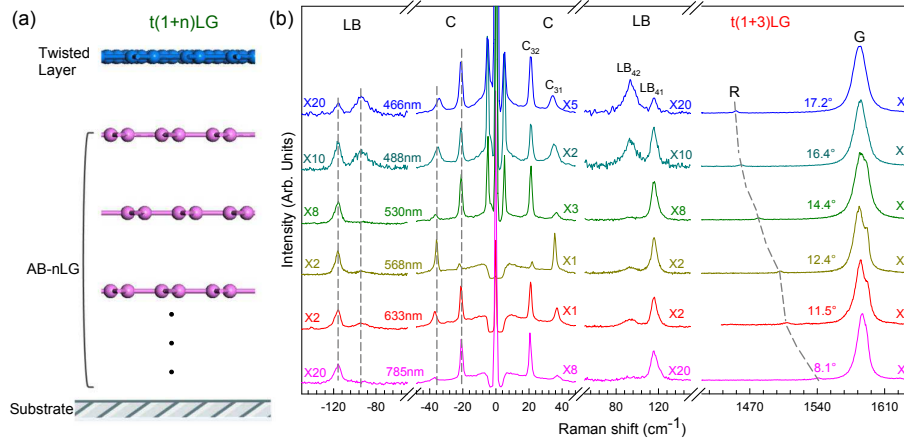 (a)
t(1+n)LG
Twisted
Layer
AB-nLG
Substrate
(b)
LB
C
C
LB
t(1+3)LG
C32
C31
LB42
LB41
R
G
X20
466nm
X5
X20
17.2°
X
X10
488nm
X2
X10
16.4°
X
X8
530nm
X3
X8
14.4°
X
X2
568nm
X1
X2
12.4°
X
X2
633nm
X1
X2
11.5°
X
X20
785nm
X8
X20
8.1°
X
Intensity (Arb. Units)
-120
-80
-40
-20
0
20
40
80
120
1470
1540
1610
Raman shift (cm-1)